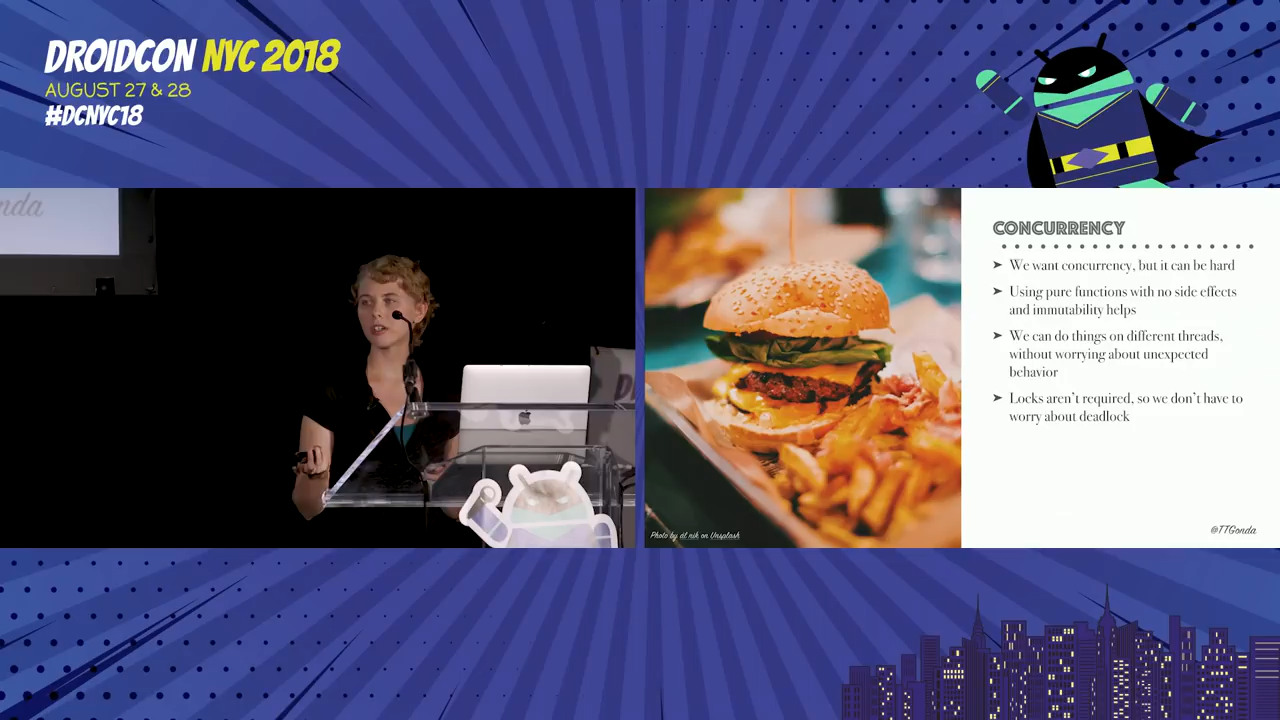 DROIDCON NYC 2018
AUGUST 27 & 28
#DCNYC18
nda
CONCURRENCY
➤ We want concurrency, but it can be hard
➤ Using pure functions with no side effects
and immutability helps
➤ We can do things on different threads,
without worrying about unexpected
behavior
➤ Locks aren't required, so we don't have to
worry about deadlock
Photo by dl nik on Unsplash
@TTGonda